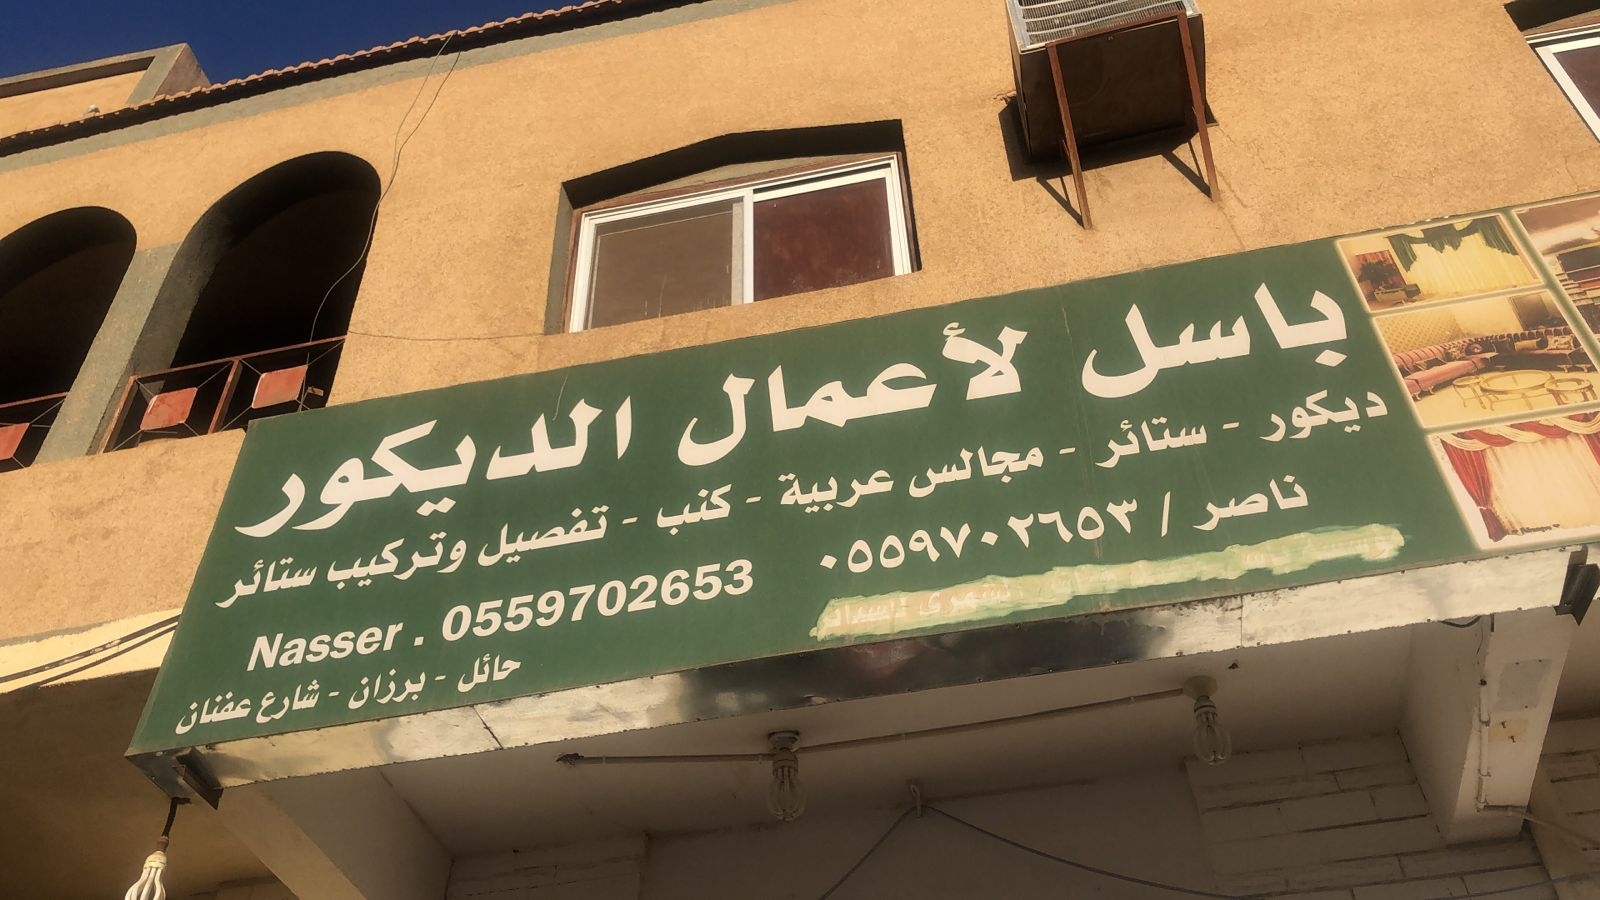 باسل لأعمال الديكور
ديكور - ستائر - مجالس عربية - كنب - تفصيل وتركيب ستائر
ناصر / ٠٥٥٩٧٠٢٦٥٣
Nasser . 0559702653
حائل - برزان - شارع عفنان